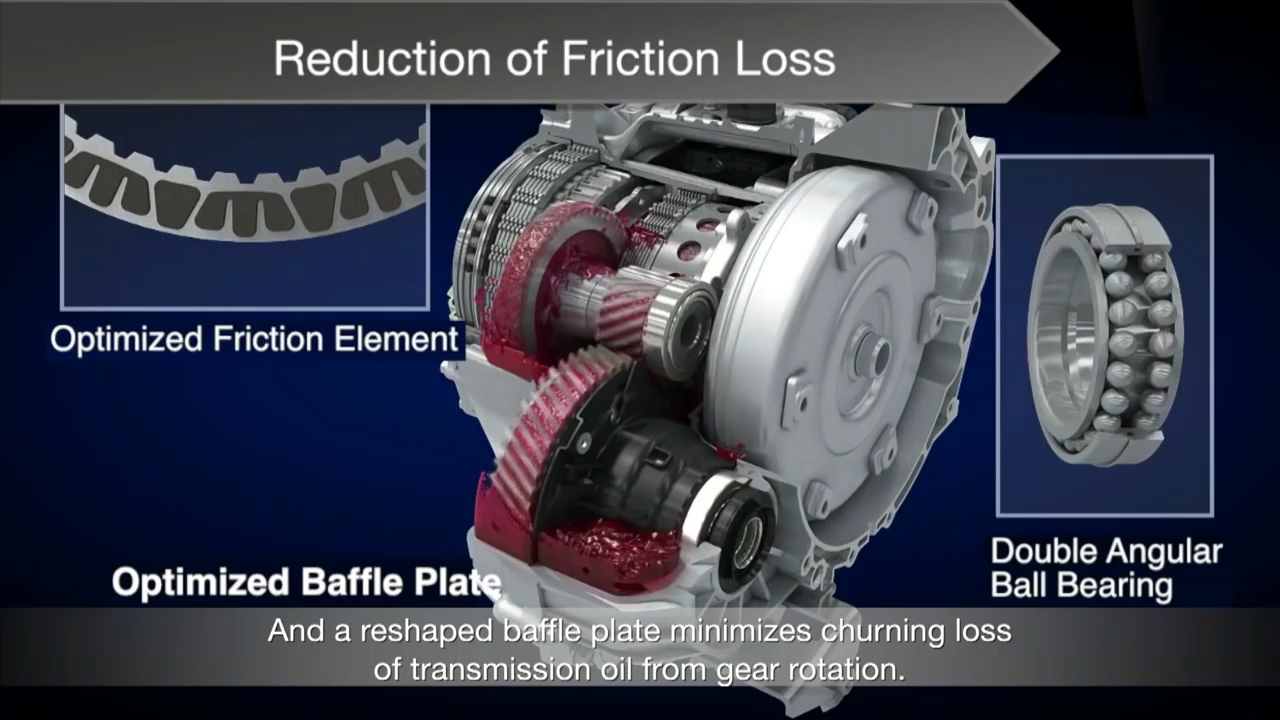 Reduction of Friction Loss
Optimized Friction Element
Double Angular
Ball Bearing
Optimized Baffle Plate
And a reshaped baffle plate minimizes churning loss
of transmission oil from gear rotation.